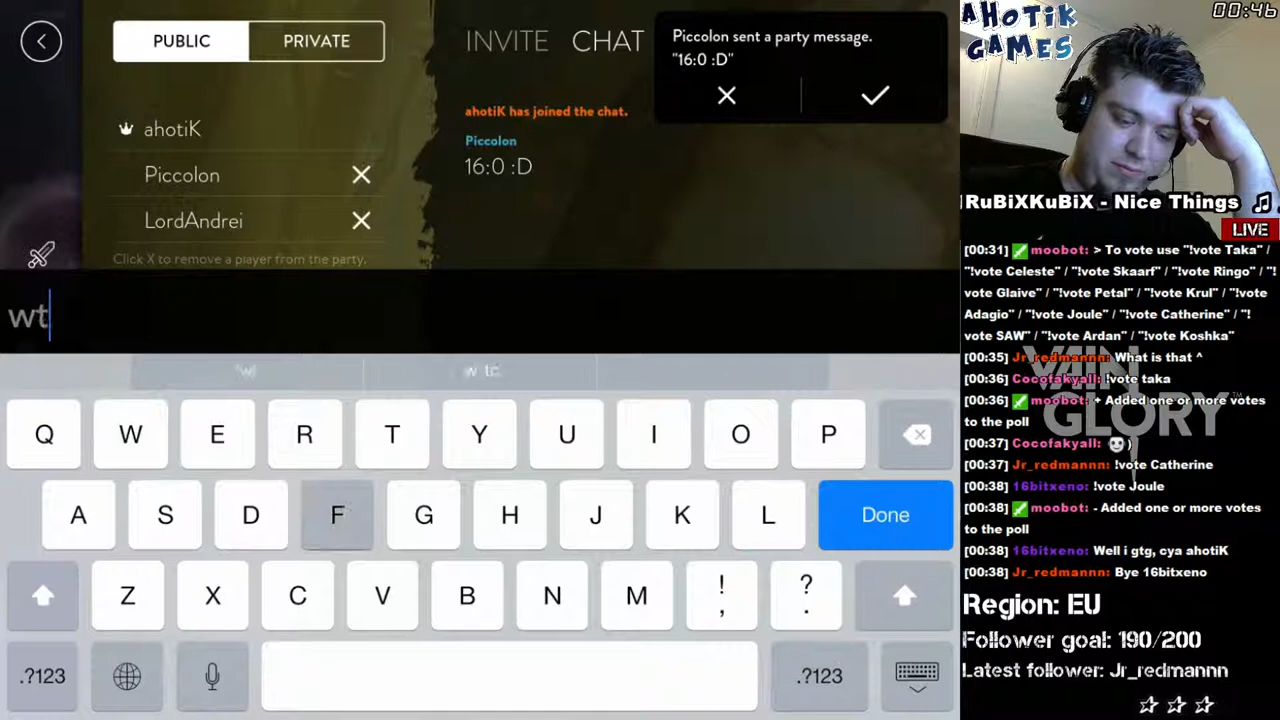 PUBLIC PRIVATE
INVITE CHAT
Piccolon sent a party message.
"16:0 :D"
ahotiK
Piccolon
LordAndrei
Click X to remove a player from the party.
ahotiK has joined the chat.
Piccolon
16:0 :D
wt
w tc
Q W E R T Y U I O P
A S D F G H J K L Done
Z X C V B N M ! , ? .
.?123 .?123
00:46
AHOTIK
GAMES
RuBiXKuBiX - Nice Things
LIVE
[00:31] moobot: > To vote use "!vote Taka" /
"!vote Celeste" / "!vote Skaarf" / "!vote Ringo" / "!
vote Glaive" / "!vote Petal" / "!vote Krul" / "!vote
Adagio" / "!vote Joule" / "!vote Catherine" / "!
vote SAW" / "!vote Ardan" / "!vote Koshka"
[00:35] Jr_redmannn: What is that ^
[00:36] Cocofakyall: !vote taka
[00:36] moobot: + Added one or more votes
to the poll
[00:37] Cocofakyall: )
[00:37] Jr_redmannn: !vote Catherine
[00:38] 16bitxeno: !vote Joule
[00:38] moobot: - Added one or more votes
to the poll
[00:38] 16bitxeno: Well i gtg, cya ahotiK
[00:38] Jr_redmannn: Bye 16bitxeno
VAIN
GLORY™
Region: EU
Follower goal: 190/200
Latest follower: Jr_redmannn